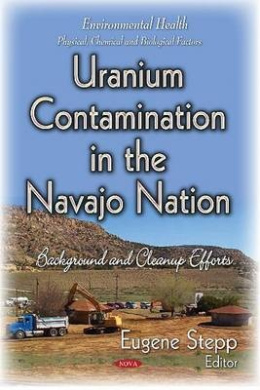 Environmental Health
Physical, Chemical and Biological Factors
Uranium
Contamination
in the
Navajo Nation
Background and Cleanup Efforts
Eugene Stepp
Editor
NOVA